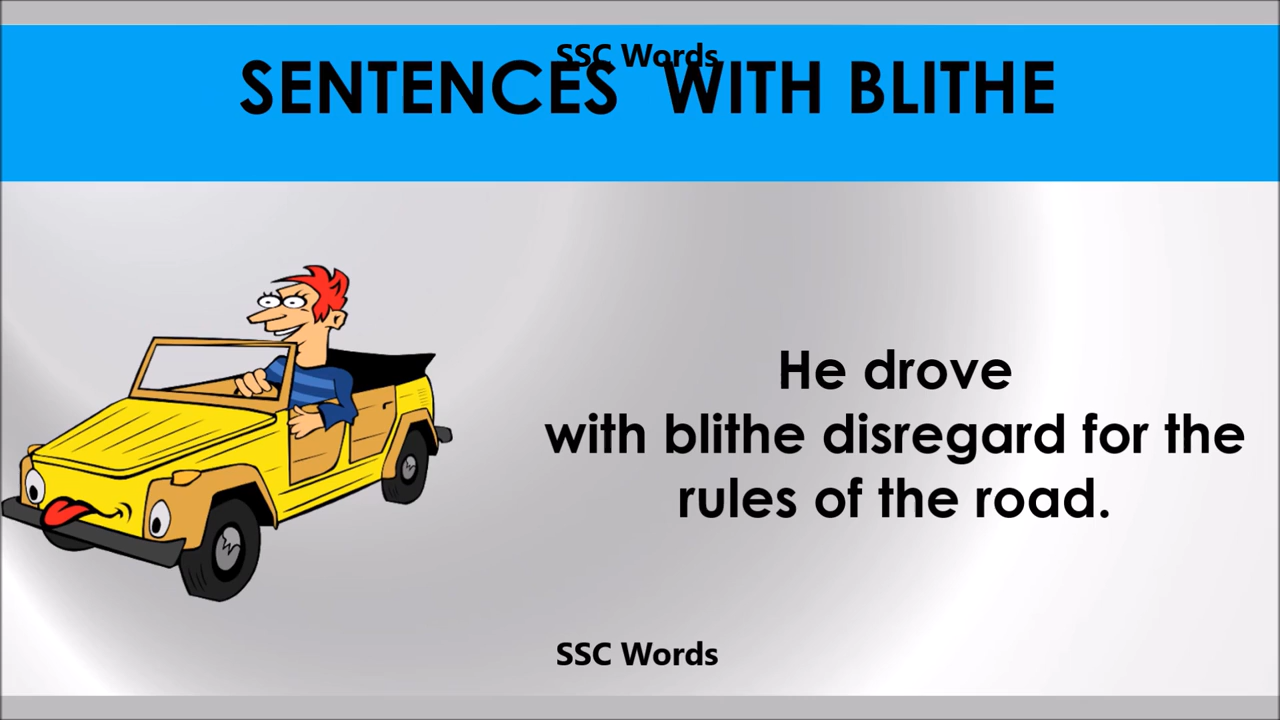 SSC Words
SENTENCES WITH BLITHE
He drove
with blithe disregard for the
rules of the road.
SSC Words